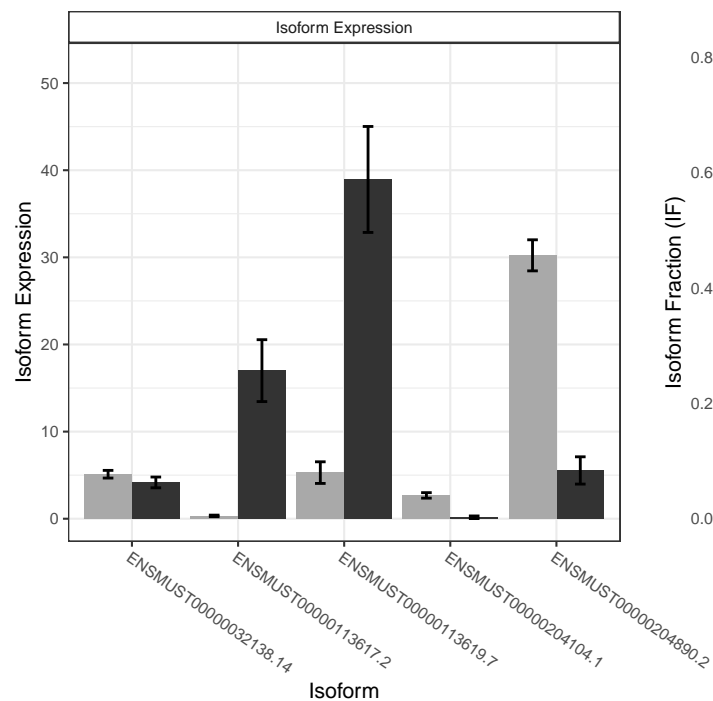 Isoform Expression
50
40
30
20
10
0
Isoform Expression
ENSMUST00000032138.14
ENSMUST00000113617.2
ENSMUST00000113619.7
ENSMUST00000204104.1
ENSMUST00000204890.2
Isoform
0.8
0.6
0.4
0.2
0.0
Isoform Fraction (IF)